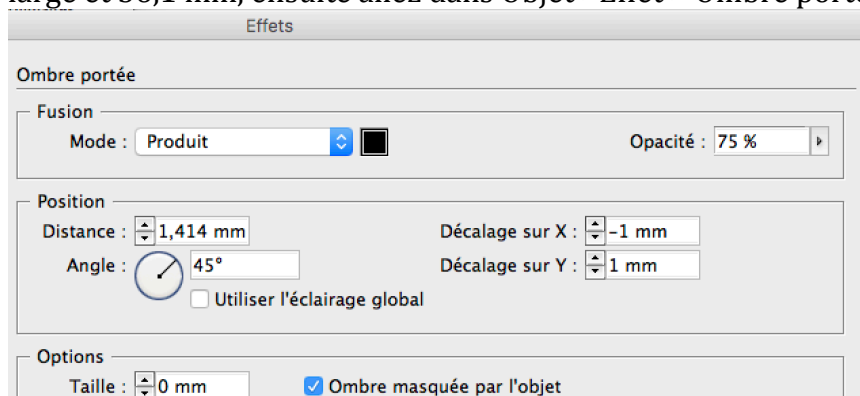 Effets
Ombre portée
Fusion
Mode : Produit Opacité : 75 %
Position
Distance : 1,414 mm Décalage sur X : -1 mm
Angle : 45° Décalage sur Y : 1 mm
Utiliser l'éclairage global
Options
Taille : 0 mm Ombre masquée par l'objet